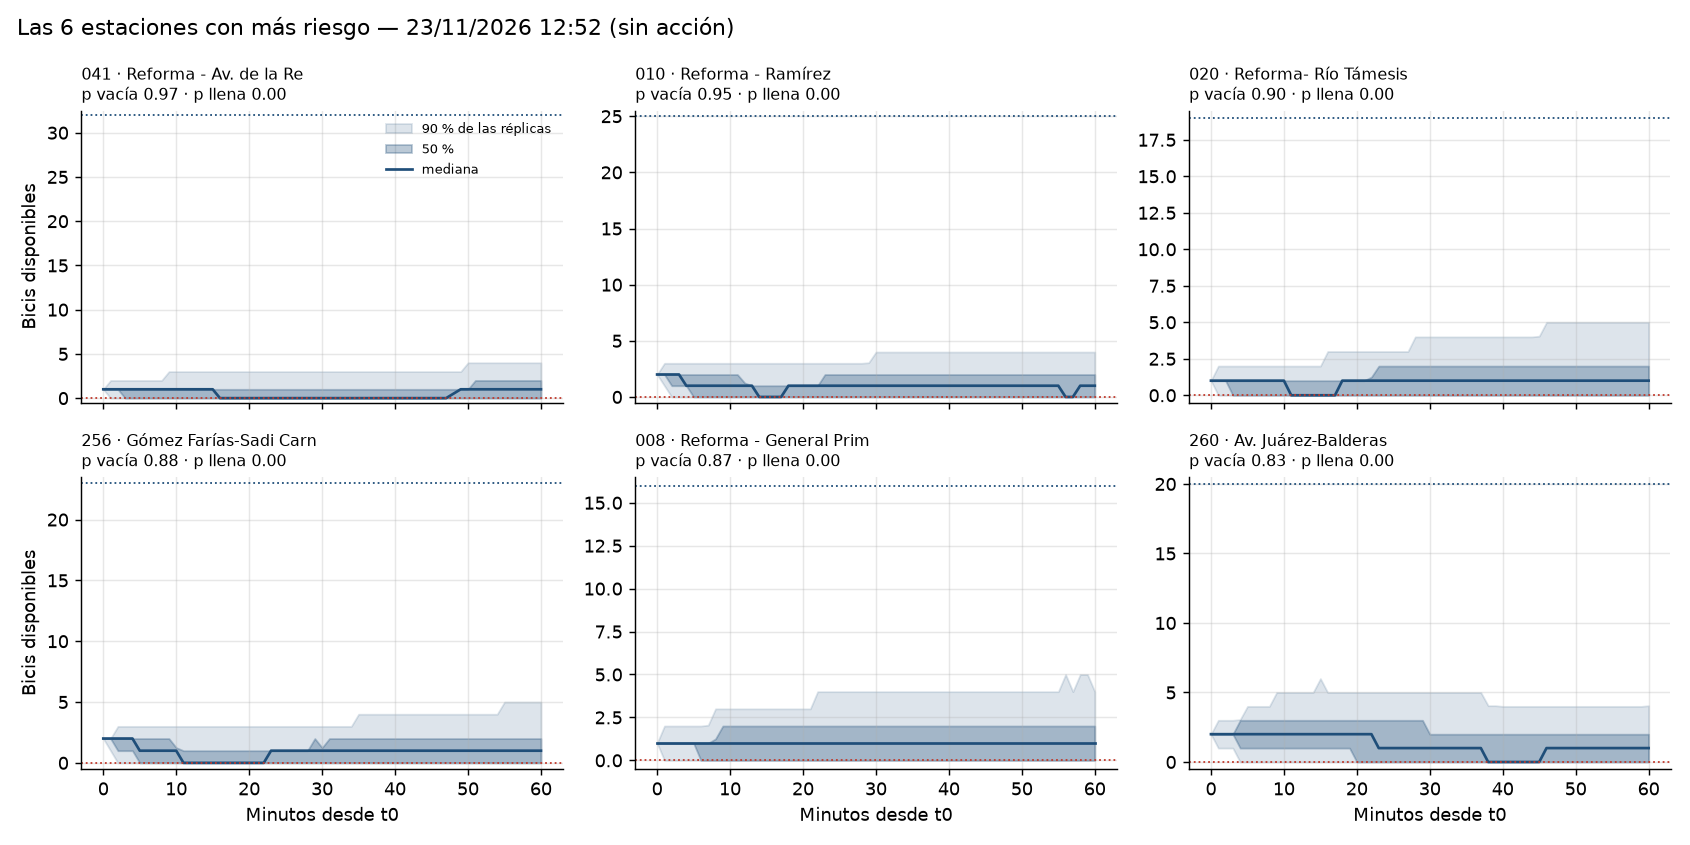 Las 6 estaciones con más riesgo — 23/11/2026 12:52 (sin acción)
041 · Reforma - Av. de la Re
p vacía 0.97 · p llena 0.00
30
25
20
15
10
5
0
Bicis disponibles
90 % de las réplicas
50 %
mediana
010 · Reforma - Ramírez
p vacía 0.95 · p llena 0.00
25
20
15
10
5
0
020 · Reforma- Río Támesis
p vacía 0.90 · p llena 0.00
17.5
15.0
12.5
10.0
7.5
5.0
2.5
0.0
256 · Gómez Farías-Sadi Carn
p vacía 0.88 · p llena 0.00
20
15
10
5
0
Bicis disponibles
0 10 20 30 40 50 60
Minutos desde t0
008 · Reforma - General Prim
p vacía 0.87 · p llena 0.00
15.0
12.5
10.0
7.5
5.0
2.5
0.0
0 10 20 30 40 50 60
Minutos desde t0
260 · Av. Juárez-Balderas
p vacía 0.83 · p llena 0.00
20
15
10
5
0
0 10 20 30 40 50 60
Minutos desde t0